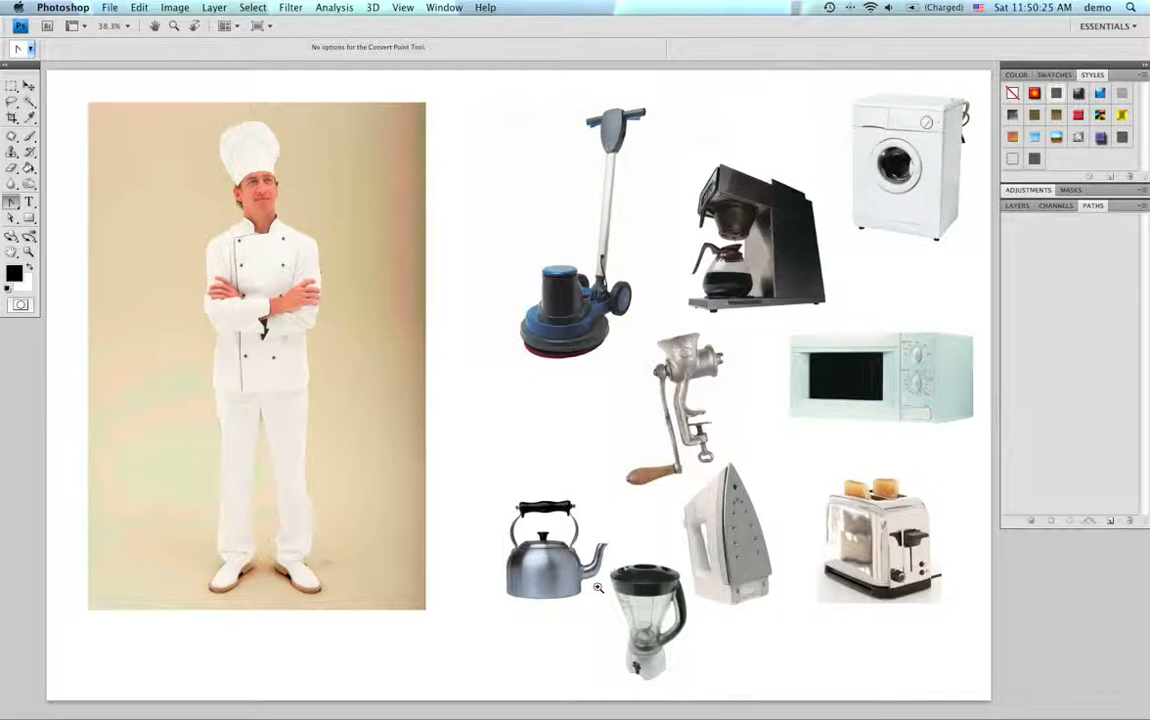 Photoshop File Edit Image Layer Select Filter Analysis 3D View Window Help (Charged) Sat 11:50:25 AM demo
38.3% ESSENTIALS
No options for the Convert Point Tool.
COLOR SWATCHES STYLES
ADJUSTMENTS MASKS
LAYERS CHANNELS PATHS